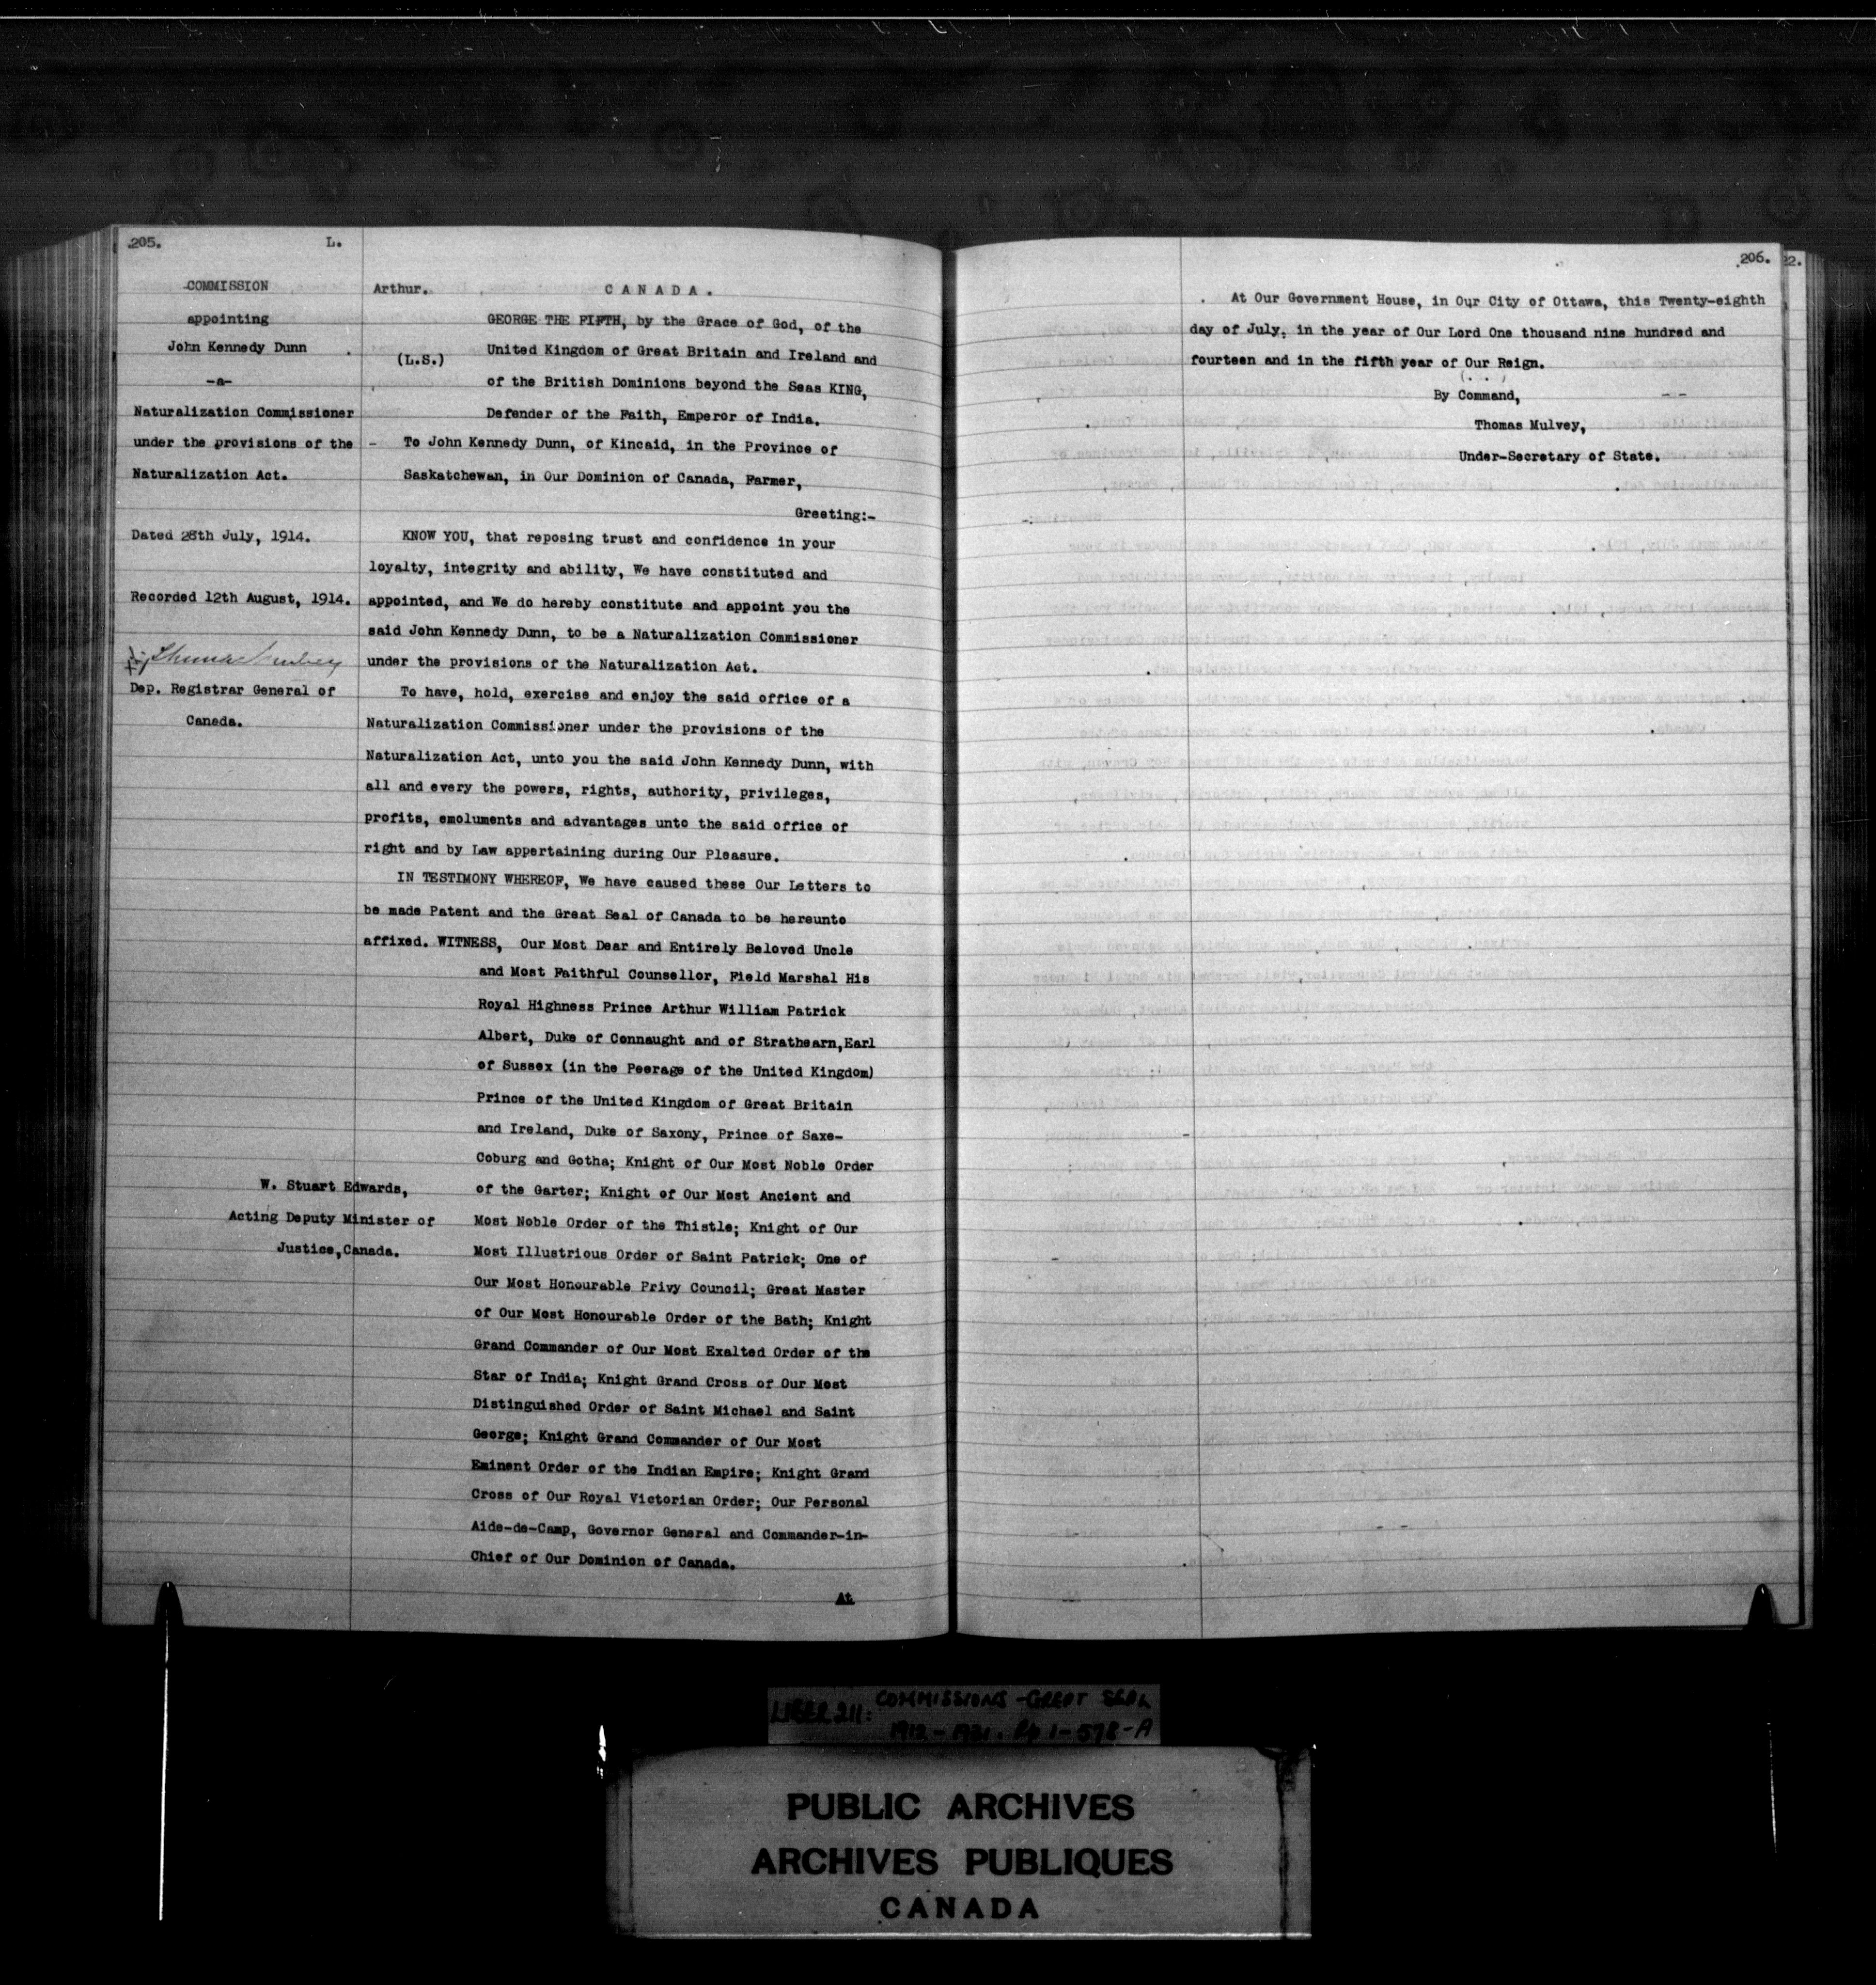 205.
L.
COMMISSION
appointing
John Kennedy Dunn
-a-
Naturalization Commissioner
under the provisions of the
Naturalization Act.
Dated 28th July, 1914.
Recorded 12th August, 1914.
Thomas Mulvey
Dep. Registrar General of
Canada.
W. Stuart Edwards,
Acting Deputy Minister of
Justice,Canada.
Arthur.
C A N A D A .
(L.S.)
GEORGE THE FIFTH, by the Grace of God, of the
United Kingdom of Great Britain and Ireland and
of the British Dominions beyond the Seas KING,
Defender of the Faith, Emperor of India.
To John Kennedy Dunn, of Kincaid, in the Province of
Saskatchewan, in Our Dominion of Canada, Farmer,
Greeting:-
KNOW YOU, that reposing trust and confidence in your
loyalty, integrity and ability, We have constituted and
appointed, and We do hereby constitute and appoint you the
said John Kennedy Dunn, to be a Naturalization Commissioner
under the provisions of the Naturalization Act.
To have, hold, exercise and enjoy the said office of a
Naturalization Commissioner under the provisions of the
Naturalization Act, unto you the said John Kennedy Dunn, with
all and every the powers, rights, authority, privileges,
profits, emoluments and advantages unto the said office of
right and by Law appertaining during Our Pleasure.
IN TESTIMONY WHEREOF, We have caused these Our Letters to
be made Patent and the Great Seal of Canada to be hereunto
affixed. WITNESS, Our Most Dear and Entirely Beloved Uncle
and Most Faithful Counsellor, Field Marshal His
Royal Highness Prince Arthur William Patrick
Albert, Duke of Connaught and of Strathearn,Earl
of Sussex (in the Peerage of the United Kingdom)
Prince of the United Kingdom of Great Britain
and Ireland, Duke of Saxony, Prince of Saxe-
Coburg and Gotha; Knight of Our Most Noble Order
of the Garter; Knight of Our Most Ancient and
Most Noble Order of the Thistle; Knight of Our
Most Illustrious Order of Saint Patrick; One of
Our Most Honourable Privy Council; Great Master
of Our Most Honourable Order of the Bath; Knight
Grand Commander of Our Most Exalted Order of the
Star of India; Knight Grand Cross of Our Most
Distinguished Order of Saint Michael and Saint
George; Knight Grand Commander of Our Most
Eminent Order of the Indian Empire; Knight Grand
Cross of Our Royal Victorian Order; Our Personal
Aide-de-Camp, Governor General and Commander-in-
Chief of Our Dominion of Canada.
At
206.
22.
At Our Government House, in Our City of Ottawa, this Twenty-eighth
day of July, in the year of Our Lord One thousand nine hundred and
fourteen and in the fifth year of Our Reign.
By Command,
Thomas Mulvey,
Under-Secretary of State.
LIBER 211: COMMISSIONS - GREAT SEAL
1912 - 1921. Pp 1-578-A
PUBLIC ARCHIVES
ARCHIVES PUBLIQUES
CANADA